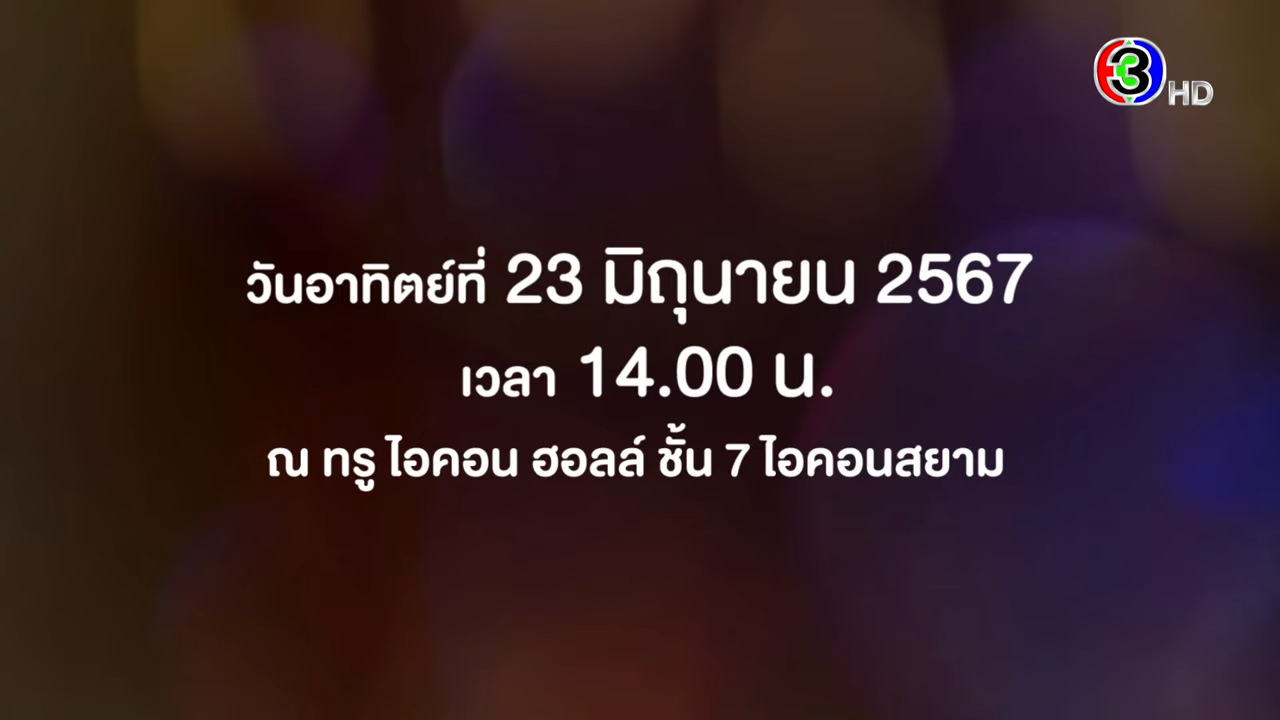 3 HD
วันอาทิตย์ที่ 23 มิถุนายน 2567
เวลา 14.00 น.
ณ ทรู ไอคอน ฮอลล์ ชั้น 7 ไอคอนสยาม